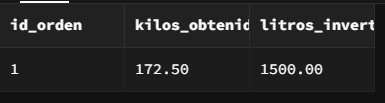 id_orden kilos_obtenid litros_invert
1 172.50 1500.00